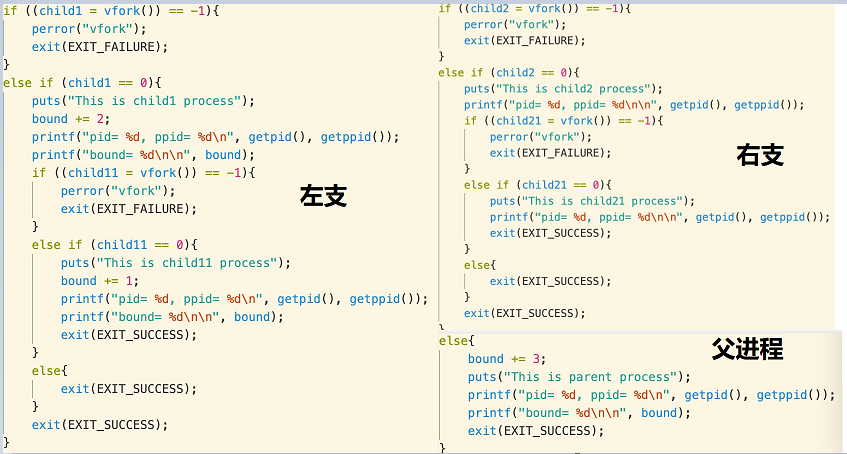 if ((child1 = vfork()) == -1){
perror("vfork");
exit(EXIT_FAILURE);
}
else if (child1 == 0){
puts("This is child1 process");
bound += 2;
printf("pid= %d, ppid= %d\n", getpid(), getppid());
printf("bound= %d\n\n", bound);
if ((child11 = vfork()) == -1){
perror("vfork");
exit(EXIT_FAILURE);
}
else if (child11 == 0){
puts("This is child11 process");
bound += 1;
printf("pid= %d, ppid= %d\n", getpid(), getppid());
printf("bound= %d\n\n", bound);
exit(EXIT_SUCCESS);
}
else{
exit(EXIT_SUCCESS);
}
exit(EXIT_SUCCESS);
}
左支
if ((child2 = vfork()) == -1){
perror("vfork");
exit(EXIT_FAILURE);
}
else if (child2 == 0){
puts("This is child2 process");
printf("pid= %d, ppid= %d\n\n", getpid(), getppid());
if ((child21 = vfork()) == -1){
perror("vfork");
exit(EXIT_FAILURE);
}
else if (child21 == 0){
puts("This is child21 process");
printf("pid= %d, ppid= %d\n\n", getpid(), getppid());
exit(EXIT_SUCCESS);
}
else{
exit(EXIT_SUCCESS);
}
exit(EXIT_SUCCESS);
}
右支
else{
bound += 3;
puts("This is parent process");
printf("pid= %d, ppid= %d\n", getpid(), getppid());
printf("bound= %d\n\n", bound);
exit(EXIT_SUCCESS);
}
父进程